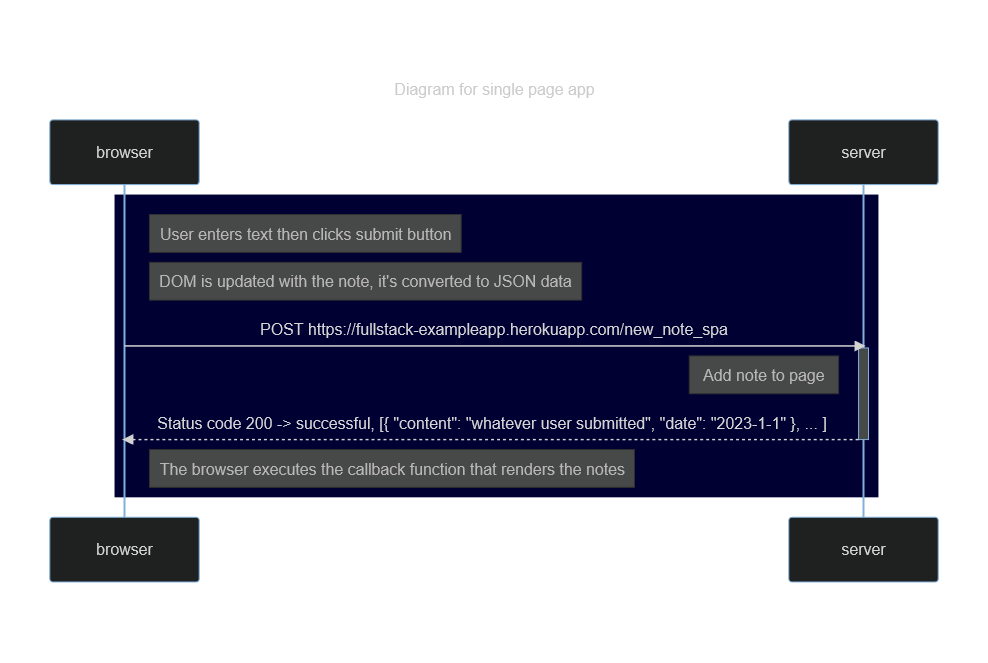 Diagram for single page app
browser
server
User enters text then clicks submit button
DOM is updated with the note, it's converted to JSON data
POST https://fullstack-exampleapp.herokuapp.com/new_note_spa
Add note to page
Status code 200 -> successful, [{ "content": "whatever user submitted", "date": "2023-1-1" }, ... ]
The browser executes the callback function that renders the notes
browser
server